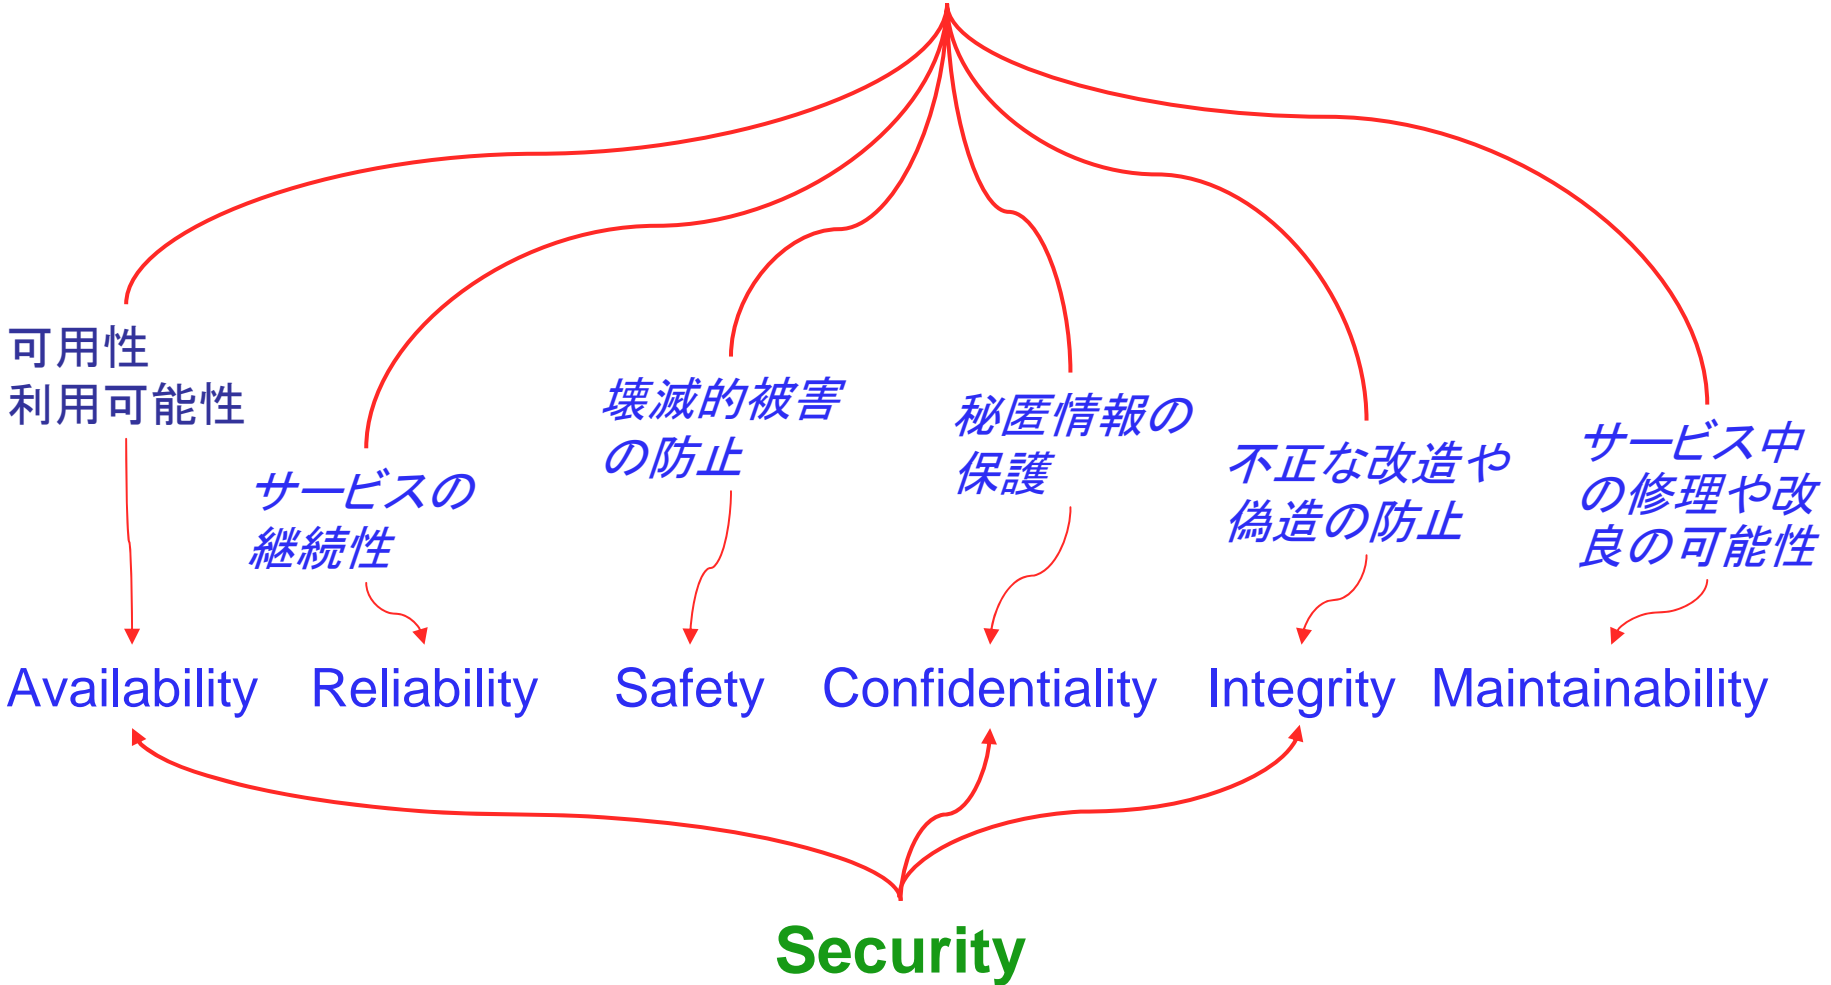 可用性
利用可能性
サービスの
継続性
壊滅的被害
の防止
秘匿情報の
保護
不正な改造や
偽造の防止
サービス中
の修理や改
良の可能性
Availability
Reliability
Safety
Confidentiality
Integrity
Maintainability
Security